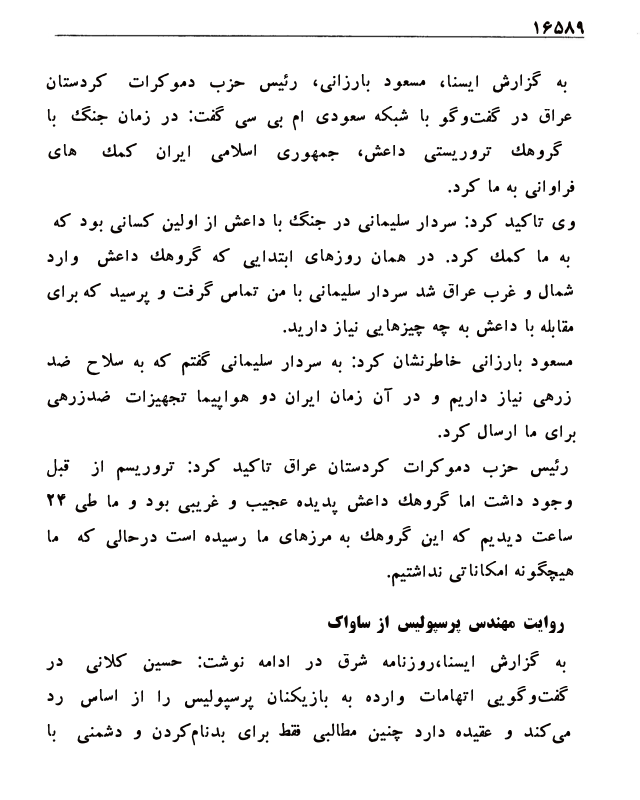 ۱۶۵۸۹
به گزارش ایسنا، مسعود بارزانی، رئیس حزب دموکرات کردستان
عراق در گفت‌وگو با شبکه سعودی ام بی سی گفت: در زمان جنگ با
گروهك تروریستی داعش، جمهوری اسلامی ایران کمك های
فراوانی به ما کرد.
وی تاکید کرد: سردار سلیمانی در جنگ با داعش از اولین کسانی بود که
به ما کمك کرد. در همان روزهای ابتدایی که گروهك داعش وارد
شمال و غرب عراق شد سردار سلیمانی با من تماس گرفت و پرسید که برای
مقابله با داعش به چه چیزهایی نیاز دارید.
مسعود بارزانی خاطرنشان کرد: به سردار سلیمانی گفتم که به سلاح ضد
زرهی نیاز داریم و در آن زمان ایران دو هواپیما تجهیزات ضدزرهی
برای ما ارسال کرد.
رئیس حزب دموکرات کردستان عراق تاکید کرد: تروریسم از قبل
وجود داشت اما گروهك داعش پدیده عجیب و غریبی بود و ما طی ۲۴
ساعت دیدیم که این گروهك به مرزهای ما رسیده است درحالی که ما
هیچگونه امکاناتی نداشتیم.
روایت مهندس پرسپولیس از ساواک
به گزارش ایسنا،روزنامه شرق در ادامه نوشت: حسین کلانی در
گفت‌وگویی اتهامات وارده به بازیکنان پرسپولیس را از اساس رد
می‌کند و عقیده دارد چنین مطالبی فقط برای بدنام‌کردن و دشمنی با